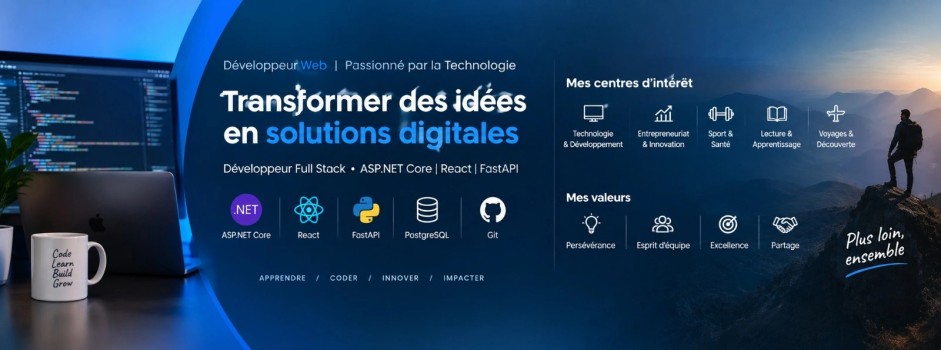 Développeur Web | Passionné par la Technologie
Transformer des idées
en solutions digitales
Développeur Full Stack • ASP.NET Core | React | FastAPI
.NET
ASP.NET Core
React
FastAPI
PostgreSQL
Git
APPRENDRE / CODER / INNOVER / IMPACTER
Mes centres d'intérêt
Technologie
& Développement
Entrepreneuriat
& Innovation
Sport &
Santé
Lecture &
Apprentissage
Voyages &
Découverte
Mes valeurs
Persévérance
Esprit d'équipe
Excellence
Partage
Plus loin,
ensemble
Code
Learn
Build
Grow